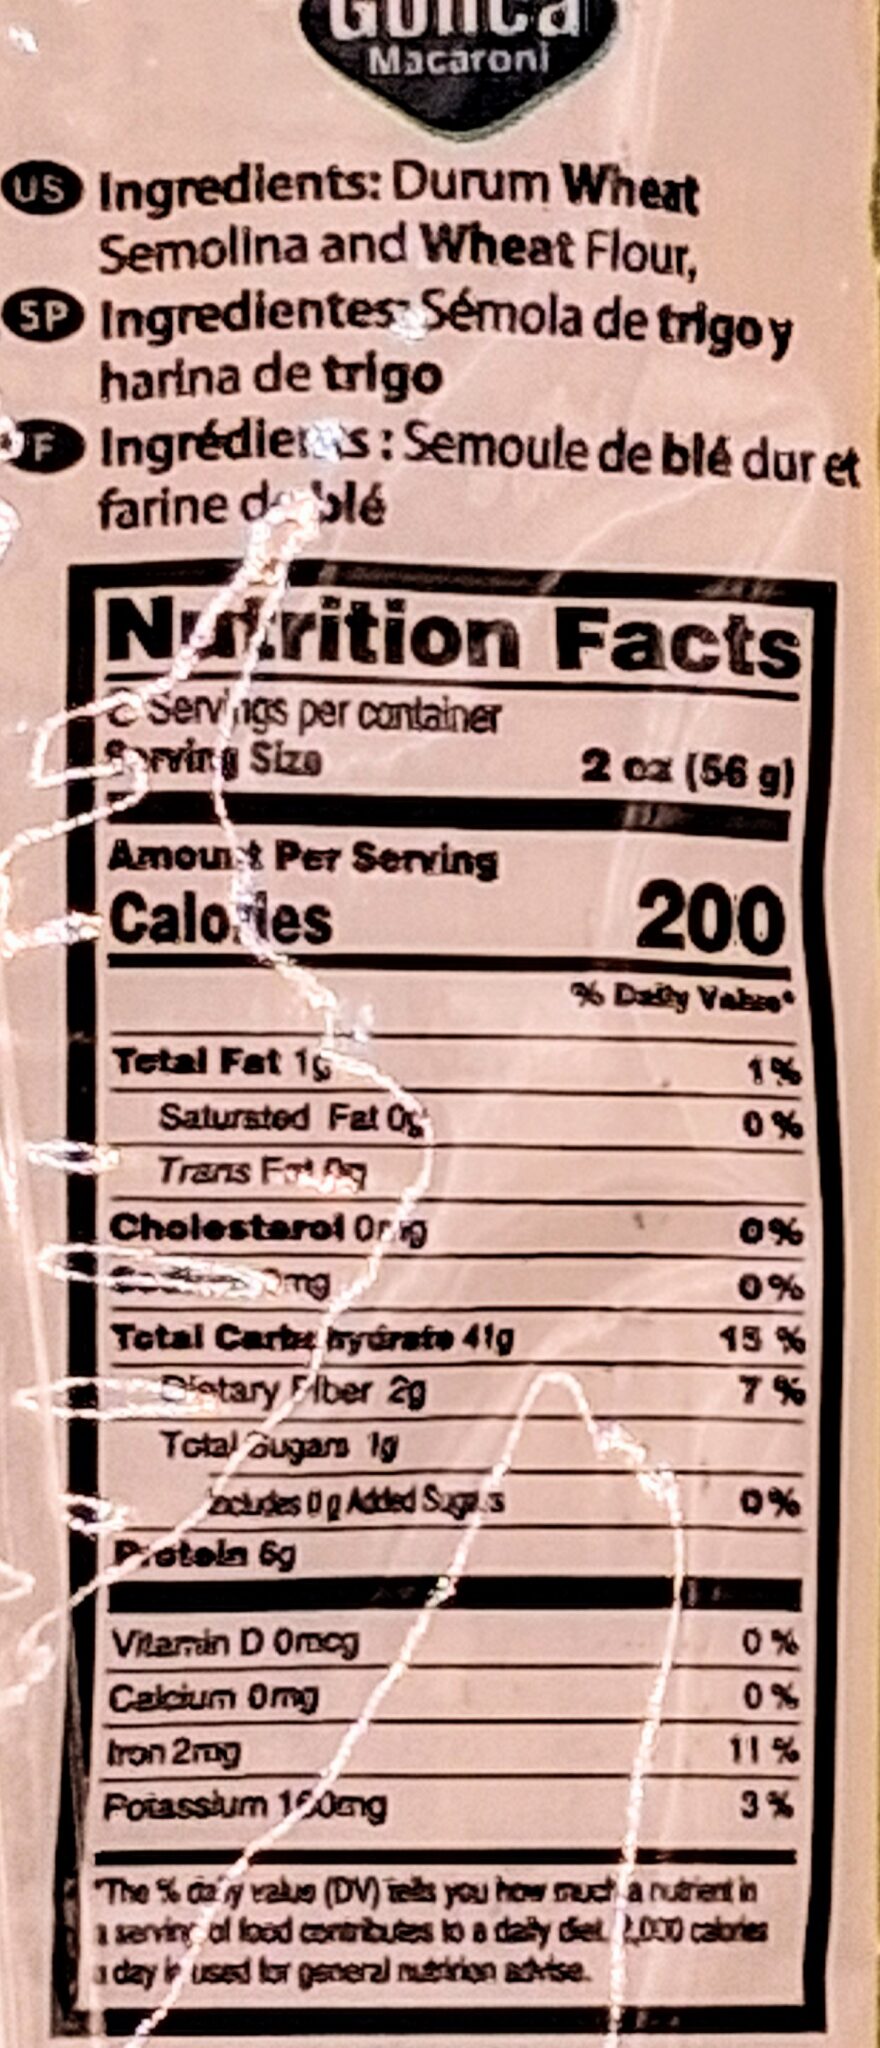 Macaroni
US Ingredients: Durum Wheat
Semolina and Wheat Flour,
SP Ingredientes: Sémola de trigo y
harina de trigo
F Ingrédients : Semoule de blé dur et
farine de blé
Nutrition Facts
Servings per container
Serving Size 2 oz (56 g)
Amount Per Serving
Calories 200
% Daily Value*
Total Fat 1g 1 %
Saturated Fat 0g 0 %
Trans Fat 0g
Cholesterol 0mg 0 %
0mg 0 %
Total Carbohydrate 41g 15 %
Dietary Fiber 2g 7 %
Total Sugars 1g
Includes 0 g Added Sugars 0 %
Protein 6g
Vitamin D 0mcg 0 %
Calcium 0mg 0 %
Iron 2mg 11 %
Potassium 3 %
*The % daily value (DV) tells you how much a nutrient in
a serving of food contributes to a daily diet. 2,000 calories
a day is used for general nutrition advise.